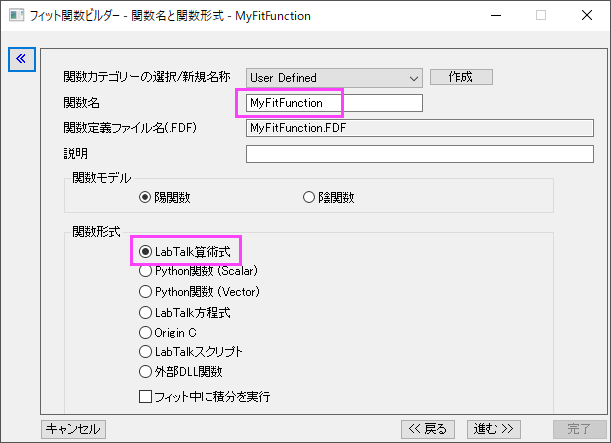 フィット関数ビルダー - 関数名と関数形式 - MyFitFunction
関数カテゴリーの選択/新規名称 User Defined 作成
関数名 MyFitFunction
関数定義ファイル名(.FDF) MyFitFunction.FDF
説明
関数モデル
陽関数 陰関数
関数形式
LabTalk算術式
Python関数 (Scalar)
Python関数 (Vector)
LabTalk方程式
Origin C
LabTalkスクリプト
外部DLL関数
フィット中に積分を実行
キャンセル << 戻る 進む >> 完了